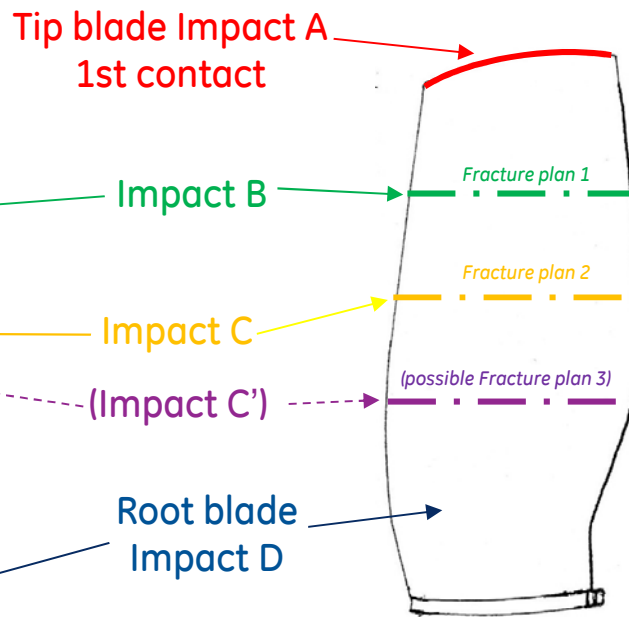 Tip blade Impact A
1st contact
Impact B
Fracture plan 1
Fracture plan 2
Impact C
(possible Fracture plan 3)
(Impact C’)
Root blade
Impact D